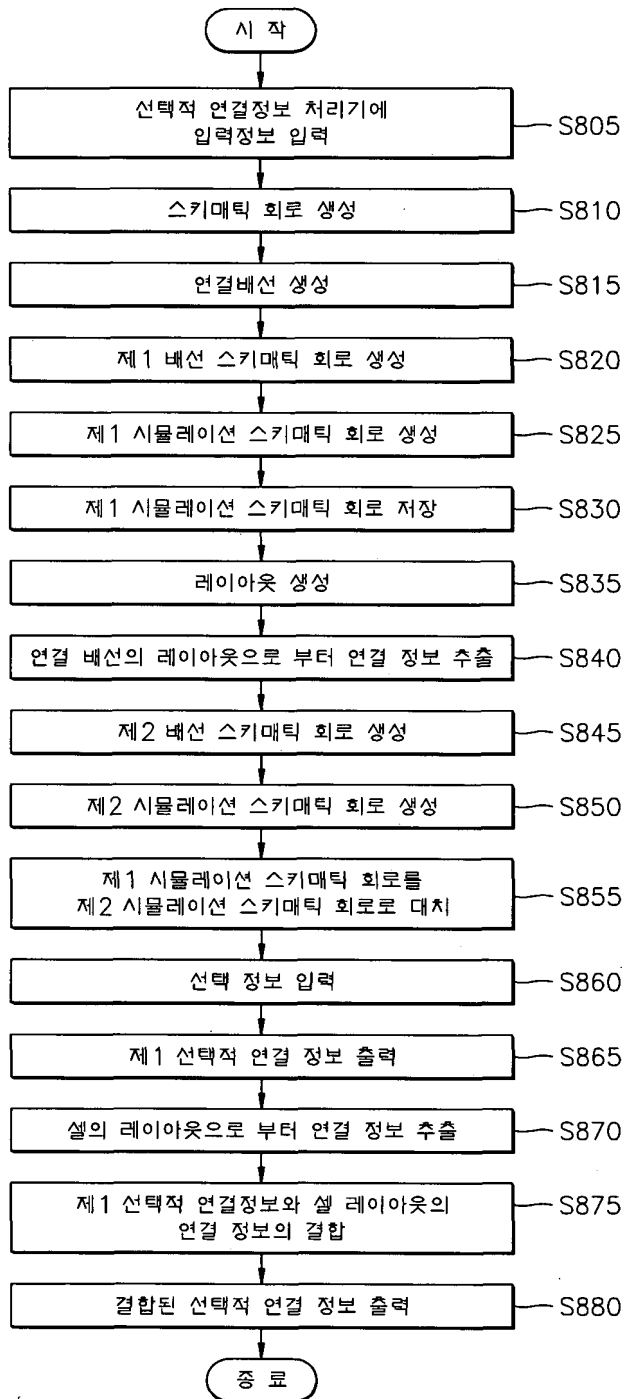 시 작
선택적 연결정보 처리기에
입력정보 입력
S805
스키매틱 회로 생성
S810
연결배선 생성
S815
제1 배선 스키매틱 회로 생성
S820
제1 시뮬레이션 스키매틱 회로 생성
S825
제1 시뮬레이션 스키매틱 회로 저장
S830
레이아웃 생성
S835
연결 배선의 레이아웃으로 부터 연결 정보 추출
S840
제2 배선 스키매틱 회로 생성
S845
제2 시뮬레이션 스키매틱 회로 생성
S850
제1 시뮬레이션 스키매틱 회로를
제2 시뮬레이션 스키매틱 회로로 대치
S855
선택 정보 입력
S860
제1 선택적 연결 정보 출력
S865
셀의 레이아웃으로 부터 연결 정보 추출
S870
제1 선택적 연결정보와 셀 레이아웃의
연결 정보의 결합
S875
결합된 선택적 연결 정보 출력
S880
종 료